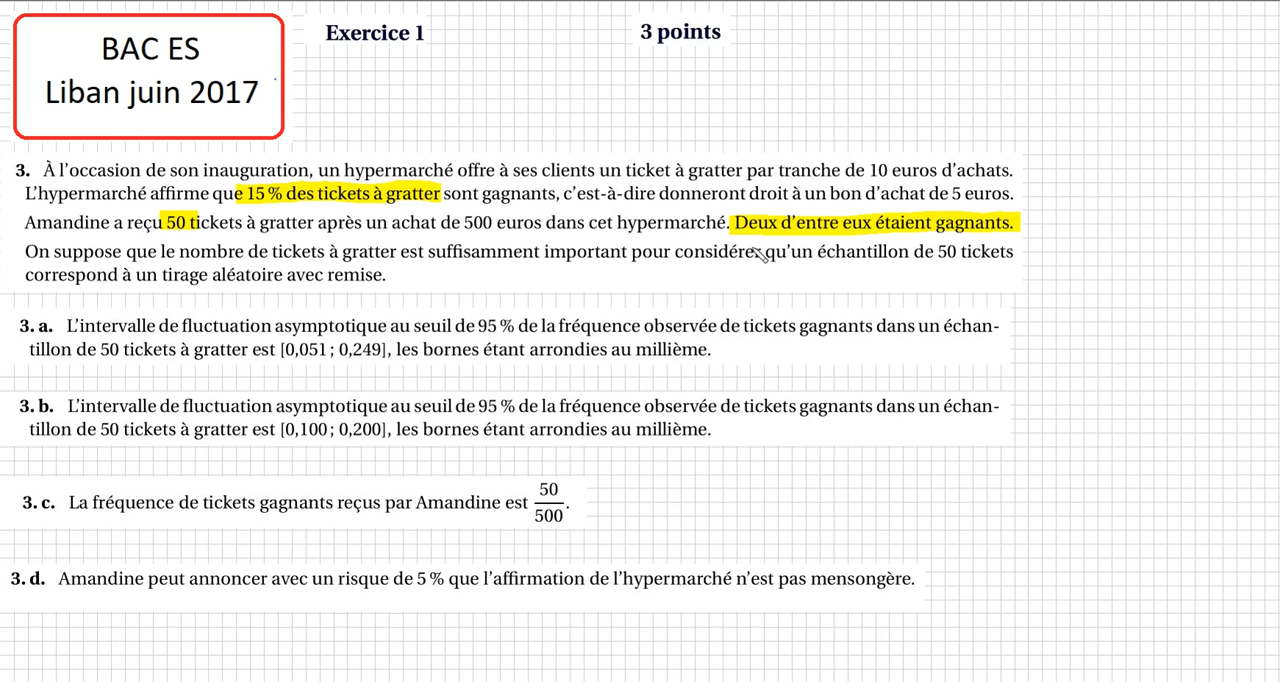 BAC ES
Liban juin 2017
Exercice 1
3 points
3. À l'occasion de son inauguration, un hypermarché offre à ses clients un ticket à gratter par tranche de 10 euros d'achats.
L'hypermarché affirme que 15 % des tickets à gratter sont gagnants, c'est-à-dire donneront droit à un bon d'achat de 5 euros.
Amandine a reçu 50 tickets à gratter après un achat de 500 euros dans cet hypermarché. Deux d'entre eux étaient gagnants.
On suppose que le nombre de tickets à gratter est suffisamment important pour considérer qu'un échantillon de 50 tickets
correspond à un tirage aléatoire avec remise.
3. a. L'intervalle de fluctuation asymptotique au seuil de 95 % de la fréquence observée de tickets gagnants dans un échan-
tillon de 50 tickets à gratter est [0,051 ; 0,249], les bornes étant arrondies au millième.
3. b. L'intervalle de fluctuation asymptotique au seuil de 95 % de la fréquence observée de tickets gagnants dans un échan-
tillon de 50 tickets à gratter est [0,100 ; 0,200], les bornes étant arrondies au millième.
3. c. La fréquence de tickets gagnants reçus par Amandine est 50/500.
3. d. Amandine peut annoncer avec un risque de 5 % que l'affirmation de l'hypermarché n'est pas mensongère.